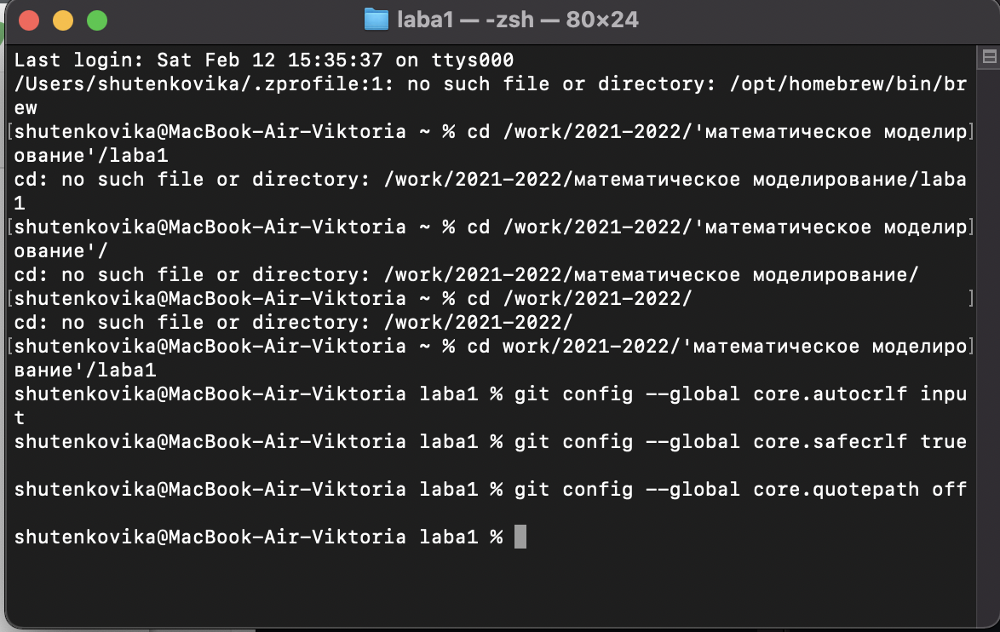 laba1 — -zsh — 80×24
Last login: Sat Feb 12 15:35:37 on ttys000
/Users/shutenkovika/.zprofile:1: no such file or directory: /opt/homebrew/bin/br
ew
[shutenkovika@MacBook-Air-Viktoria ~ % cd /work/2021-2022/'математическое моделир]
ование'/laba1
cd: no such file or directory: /work/2021-2022/математическое моделирование/laba
1
[shutenkovika@MacBook-Air-Viktoria ~ % cd /work/2021-2022/'математическое моделир]
ование'/
cd: no such file or directory: /work/2021-2022/математическое моделирование/
[shutenkovika@MacBook-Air-Viktoria ~ % cd /work/2021-2022/ ]
cd: no such file or directory: /work/2021-2022/
[shutenkovika@MacBook-Air-Viktoria ~ % cd work/2021-2022/'математическое моделиро]
вание'/laba1
shutenkovika@MacBook-Air-Viktoria laba1 % git config --global core.autocrlf inpu
t
shutenkovika@MacBook-Air-Viktoria laba1 % git config --global core.safecrlf true
shutenkovika@MacBook-Air-Viktoria laba1 % git config --global core.quotepath off
shutenkovika@MacBook-Air-Viktoria laba1 %